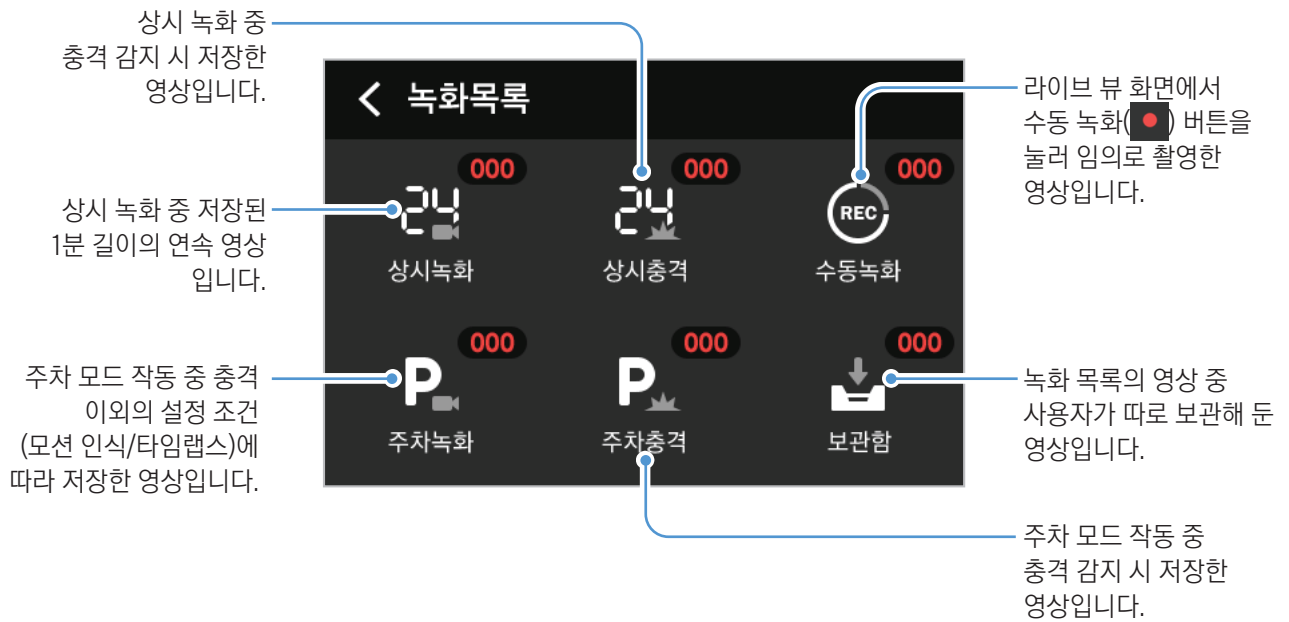 상시 녹화 중
충격 감지 시 저장한
영상입니다.
녹화목록
라이브 뷰 화면에서
수동 녹화( ) 버튼을
눌러 임의로 촬영한
영상입니다.
000
000
000
24
24
REC
상시 녹화 중 저장된
1분 길이의 연속 영상
입니다.
상시녹화
상시충격
수동녹화
000
000
000
P
P
주차 모드 작동 중 충격
이외의 설정 조건
(모션 인식/타임랩스)에
따라 저장한 영상입니다.
주차녹화
주차충격
보관함
녹화 목록의 영상 중
사용자가 따로 보관해 둔
영상입니다.
주차 모드 작동 중
충격 감지 시 저장한
영상입니다.